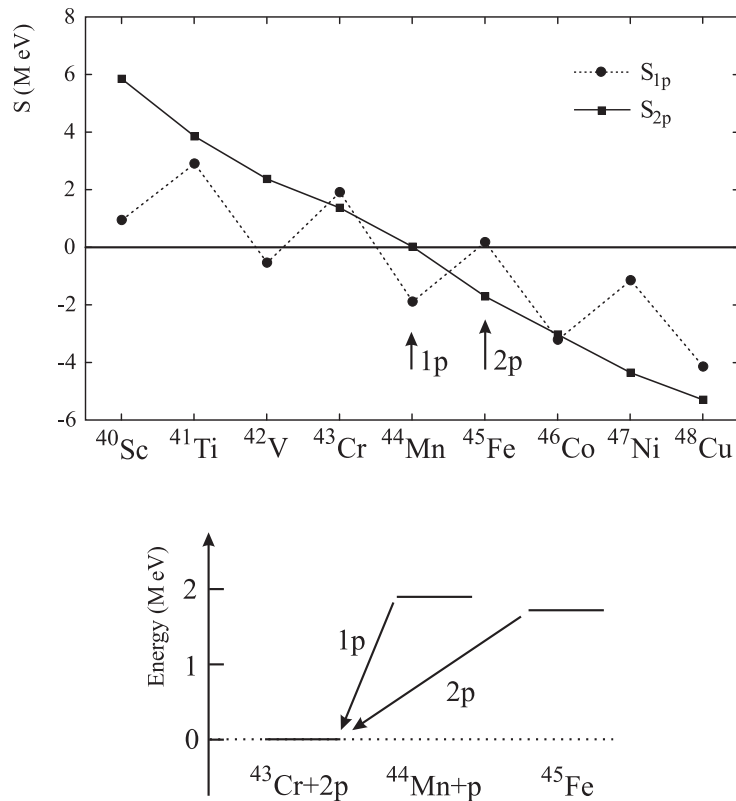 8
6
4
2
0
-2
-4
-6
S (MeV)
S1p
S2p
1p
2p
⁴⁰Sc ⁴¹Ti ⁴²V ⁴³Cr ⁴⁴Mn ⁴⁵Fe ⁴⁶Co ⁴⁷Ni ⁴⁸Cu
Energy (MeV)
2
1
0
1p
2p
⁴³Cr+2p ⁴⁴Mn+p ⁴⁵Fe